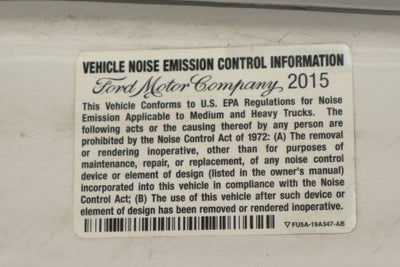 VEHICLE NOISE EMISSION CONTROL INFORMATION
Ford Motor Company 2015
This Vehicle Conforms to U.S. EPA Regulations for Noise
Emission Applicable to Medium and Heavy Trucks. The
following acts or the causing thereof by any person are
prohibited by the Noise Control Act of 1972: (A) The removal
or rendering inoperative, other than for purposes of
maintenance, repair, or replacement, of any noise control
device or element of design (listed in the owner's manual)
incorporated into this vehicle in compliance with the Noise
Control Act; (B) The use of this vehicle after such device or
element of design has been removed or rendered inoperative.
FUSA-19A347-AB